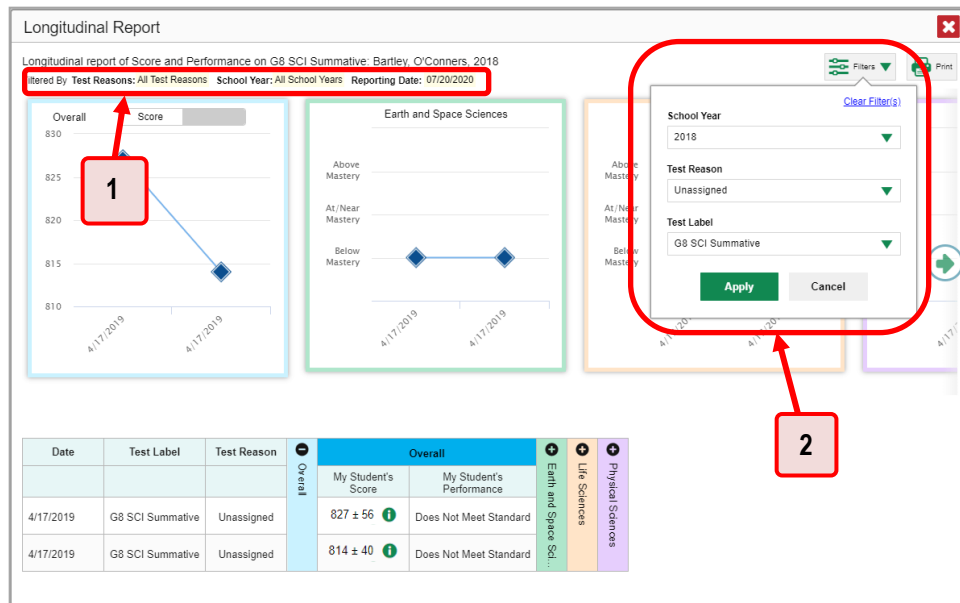 Longitudinal Report
Longitudinal report of Score and Performance on G8 SCI Summative: Bartley, O'Conners, 2018
iltered By Test Reasons: All Test Reasons School Year: All School Years Reporting Date: 07/20/2020
Filters
Print
Clear Filter(s)
School Year
2018
Test Reason
Unassigned
Test Label
G8 SCI Summative
Apply Cancel
Overall Score
830
825
820
815
810
4/17/2019 4/17/2019
1
Earth and Space Sciences
Above
Mastery
At/Near
Mastery
Below
Mastery
4/17/2019 4/17/2019
Above
Mastery
At/Near
Mastery
Below
Mastery
2
Date Test Label Test Reason Overall Overall Earth and Space Sci... Life Sciences Physical Sciences
My Student's Score My Student's Performance
4/17/2019 G8 SCI Summative Unassigned 827 ± 56 Does Not Meet Standard
4/17/2019 G8 SCI Summative Unassigned 814 ± 40 Does Not Meet Standard